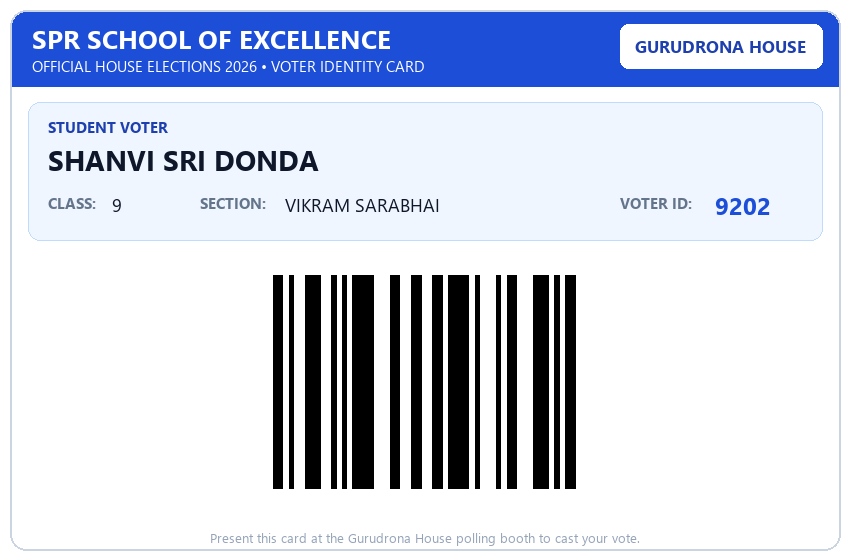 SPR SCHOOL OF EXCELLENCE
OFFICIAL HOUSE ELECTIONS 2026 • VOTER IDENTITY CARD
GURUDRONA HOUSE
STUDENT VOTER
SHANVI SRI DONDA
CLASS: 9 SECTION: VIKRAM SARABHAI VOTER ID: 9202
Present this card at the Gurudrona House polling booth to cast your vote.